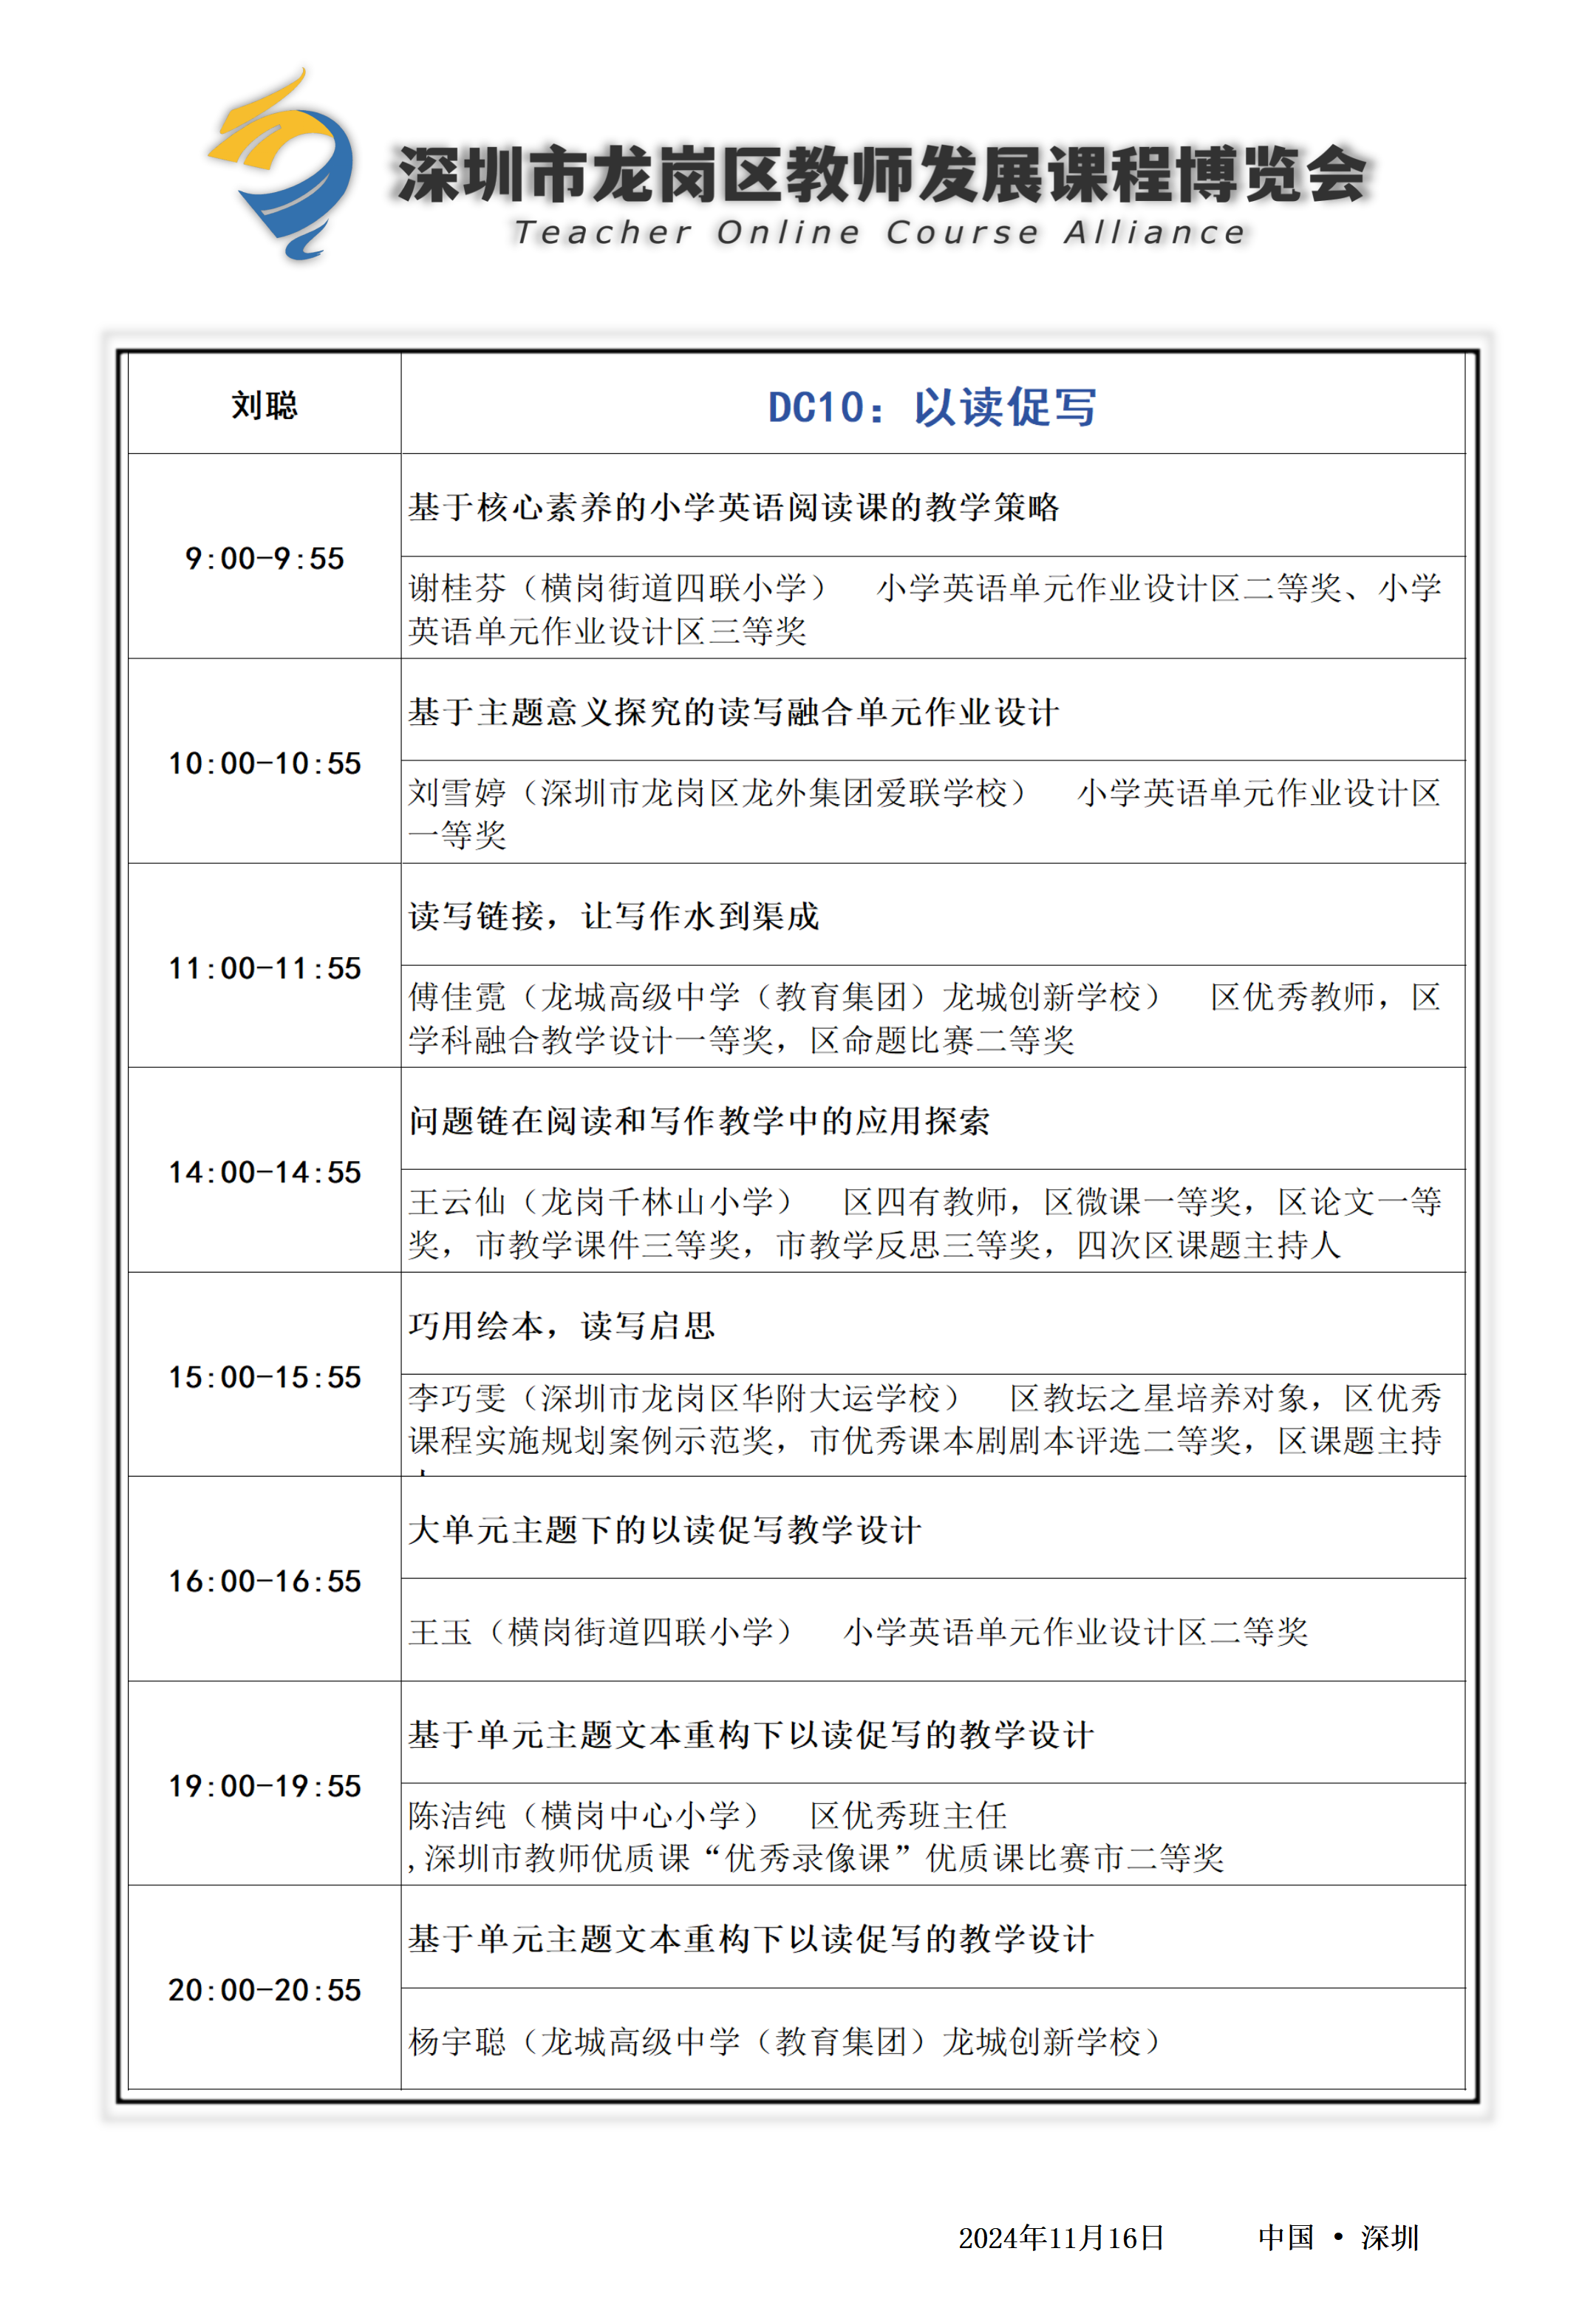 深圳市龙岗区教师发展课程博览会
Teacher Online Course Alliance
刘聪
DC10：以读促写
9:00-9:55
基于核心素养的小学英语阅读课的教学策略
谢桂芬（横岗街道四联小学） 小学英语单元作业设计区二等奖、小学
英语单元作业设计区三等奖
10:00-10:55
基于主题意义探究的读写融合单元作业设计
刘雪婷（深圳市龙岗区龙外集团爱联学校） 小学英语单元作业设计区
一等奖
11:00-11:55
读写链接，让写作水到渠成
傅佳霓（龙城高级中学（教育集团）龙城创新学校） 区优秀教师，区
学科融合教学设计一等奖，区命题比赛二等奖
14:00-14:55
问题链在阅读和写作教学中的应用探索
王云仙（龙岗千林山小学） 区四有教师，区微课一等奖，区论文一等
奖，市教学课件三等奖，市教学反思三等奖，四次区课题主持人
15:00-15:55
巧用绘本，读写启思
李巧雯（深圳市龙岗区华附大运学校） 区教坛之星培养对象，区优秀
课程实施规划案例示范奖，市优秀课本剧剧本评选二等奖，区课题主持
16:00-16:55
大单元主题下的以读促写教学设计
王玉（横岗街道四联小学） 小学英语单元作业设计区二等奖
19:00-19:55
基于单元主题文本重构下以读促写的教学设计
陈洁纯（横岗中心小学） 区优秀班主任
,深圳市教师优质课“优秀录像课”优质课比赛市二等奖
20:00-20:55
基于单元主题文本重构下以读促写的教学设计
杨宇聪（龙城高级中学（教育集团）龙城创新学校）
2024年11月16日 中国 • 深圳